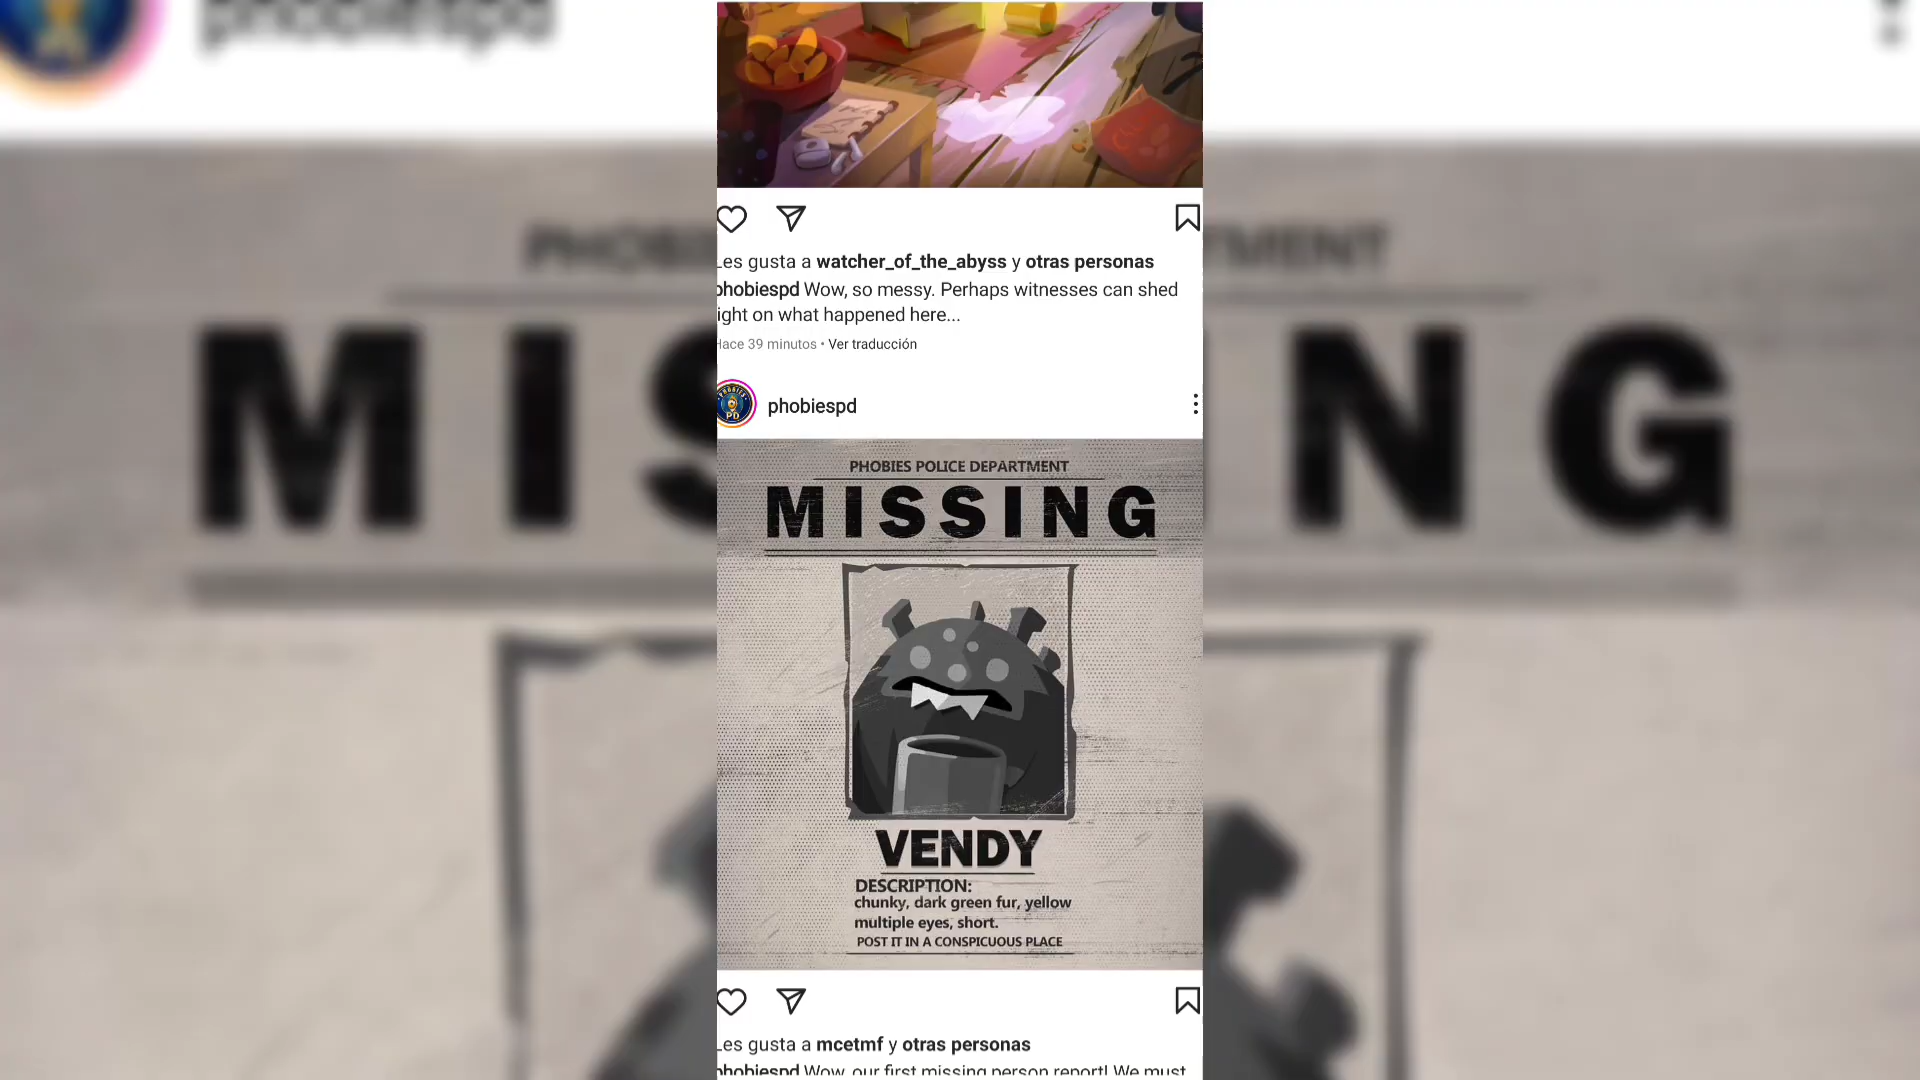 Les gusta a watcher_of_the_abyss y otras personas
phobiespd Wow, so messy. Perhaps witnesses can shed
light on what happened here...
Hace 39 minutos • Ver traducción
PD
phobiespd
PHOBIES POLICE DEPARTMENT
MISSING
VENDY
DESCRIPTION:
chunky, dark green fur, yellow
multiple eyes, short.
POST IT IN A CONSPICUOUS PLACE
Les gusta a mcetmf y otras personas
phobiespd Wow, our first missing person report! We must